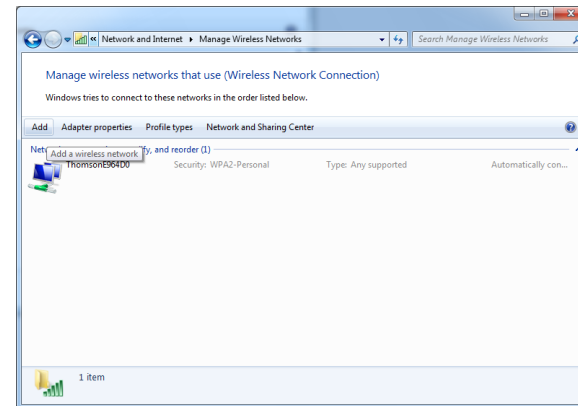 Network and Internet Manage Wireless Networks Search Manage Wireless Networks
Manage wireless networks that use (Wireless Network Connection)
Windows tries to connect to these networks in the order listed below.
Add Adapter properties Profile types Network and Sharing Center
and reorder (1)
Add a wireless network
ThomsonE964D0 Security: WPA2-Personal Type: Any supported Automatically con...
1 item